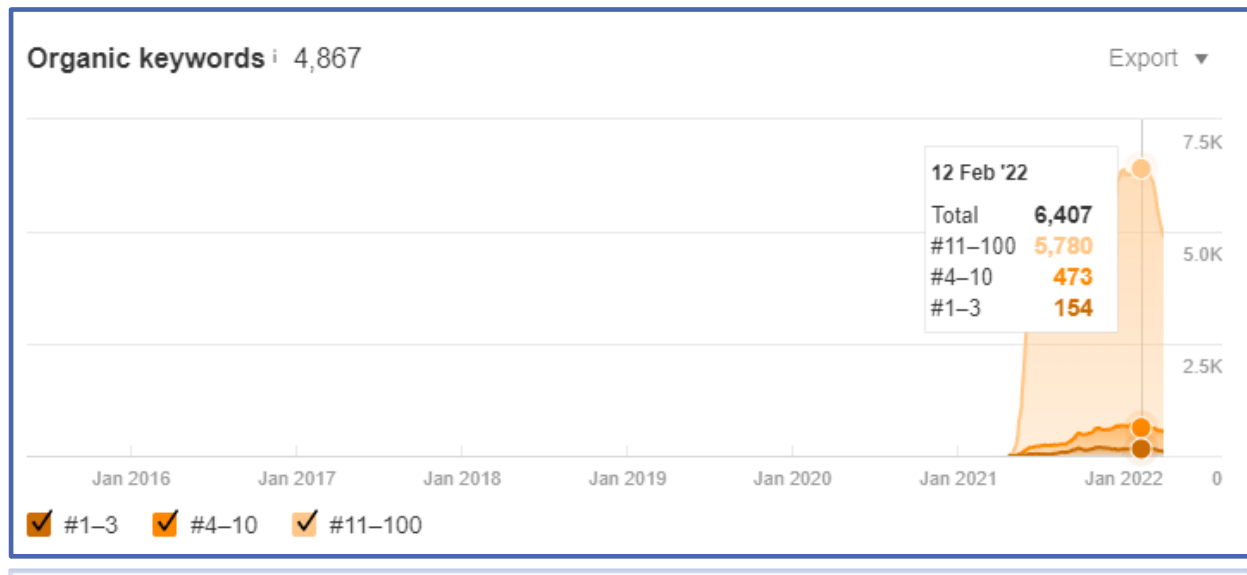 Organic keywords i 4,867
Export ▼
7.5K
12 Feb '22
Total 6,407
#11–100 5,780
#4–10 473
#1–3 154
5.0K
2.5K
Jan 2016 Jan 2017 Jan 2018 Jan 2019 Jan 2020 Jan 2021 Jan 2022 0
#1–3 #4–10 #11–100